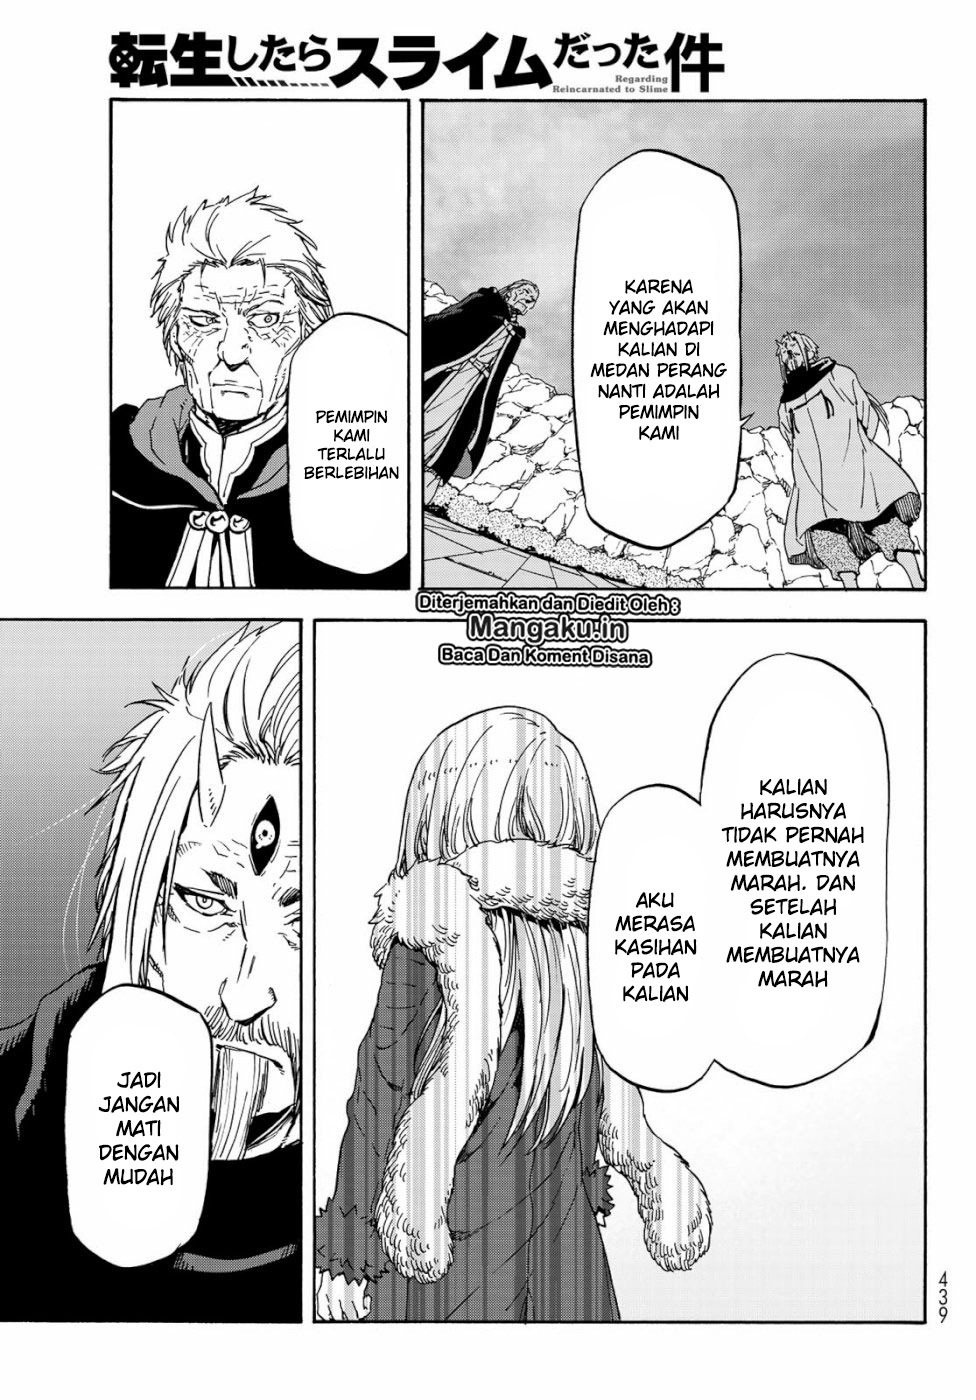 転生したらスライムだった件
Regarding
Reincarnated to Slime
KARENA
YANG AKAN
MENGHADAPI
KALIAN DI
MEDAN PERANG
NANTI ADALAH
PEMIMPIN
KAMI
PEMIMPIN
KAMI
TERLALU
BERLEBIHAN
Diterjemahkan dan Diedit Oleh :
Mangaku.in
Baca Dan Koment Disana
KALIAN
HARUSNYA
TIDAK PERNAH
MEMBUATNYA
MARAH. DAN
SETELAH
KALIAN
MEMBUATNYA
MARAH
AKU
MERASA
KASIHAN
PADA
KALIAN
JADI
JANGAN
MATI
DENGAN
MUDAH
439